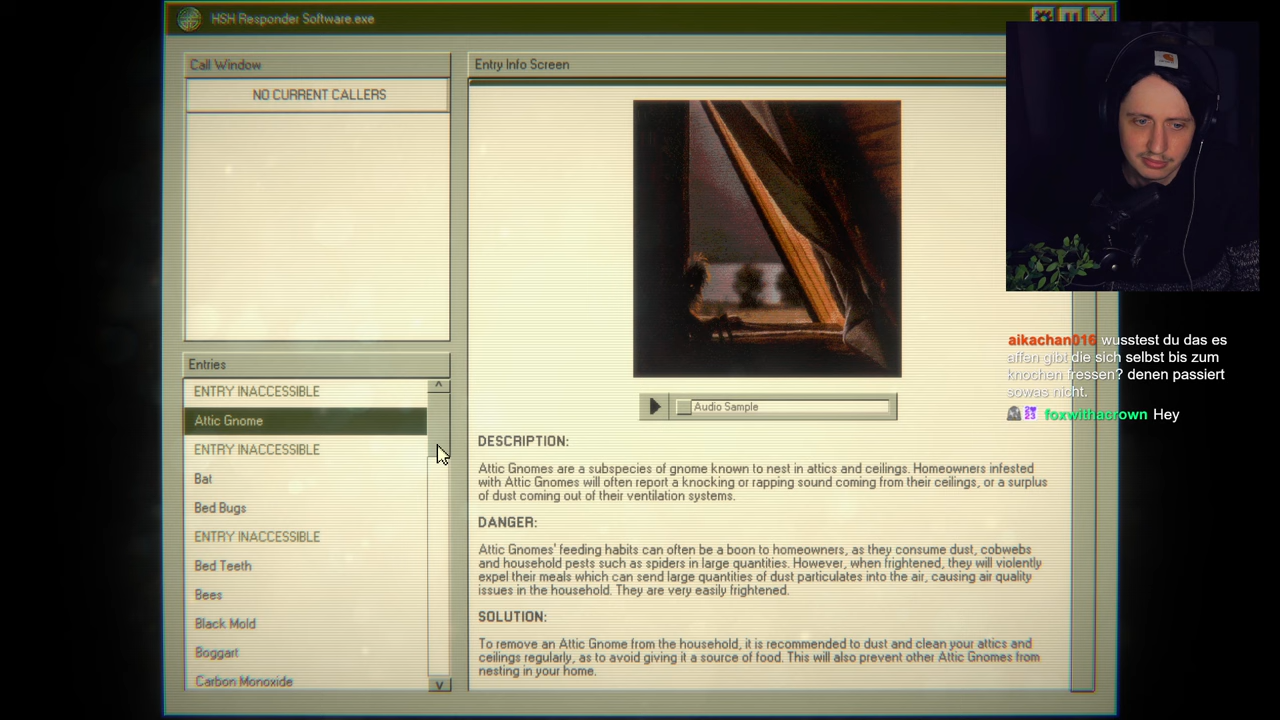 HSH Responder Software.exe
Call Window
NO CURRENT CALLERS
Entries
ENTRY INACCESSIBLE
Attic Gnome
ENTRY INACCESSIBLE
Bat
Bed Bugs
ENTRY INACCESSIBLE
Bed Teeth
Bees
Black Mold
Boggart
Carbon Monoxide
Entry Info Screen
Audio Sample
DESCRIPTION:
Attic Gnomes are a subspecies of gnome known to nest in attics and ceilings. Homeowners infested
with Attic Gnomes will often report a knocking or rapping sound coming from their ceilings, or a surplus
of dust coming out of their ventilation systems.
DANGER:
Attic Gnomes' feeding habits can often be a boon to homeowners, as they consume dust, cobwebs
and household pests such as spiders in large quantities. However, when frightened, they will violently
expel their meals which can send large quantities of dust particulates into the air, causing air quality
issues in the household. They are very easily frightened.
SOLUTION:
To remove an Attic Gnome from the household, it is recommended to dust and clean your attics and
ceilings regularly, as to avoid giving it a source of food. This will also prevent other Attic Gnomes from
nesting in your home.
aikachan016 wusstest du das es
affen gibt die sich selbst bis zum
knochen fressen? denen passiert
sowas nicht.
foxwithacrown Hey